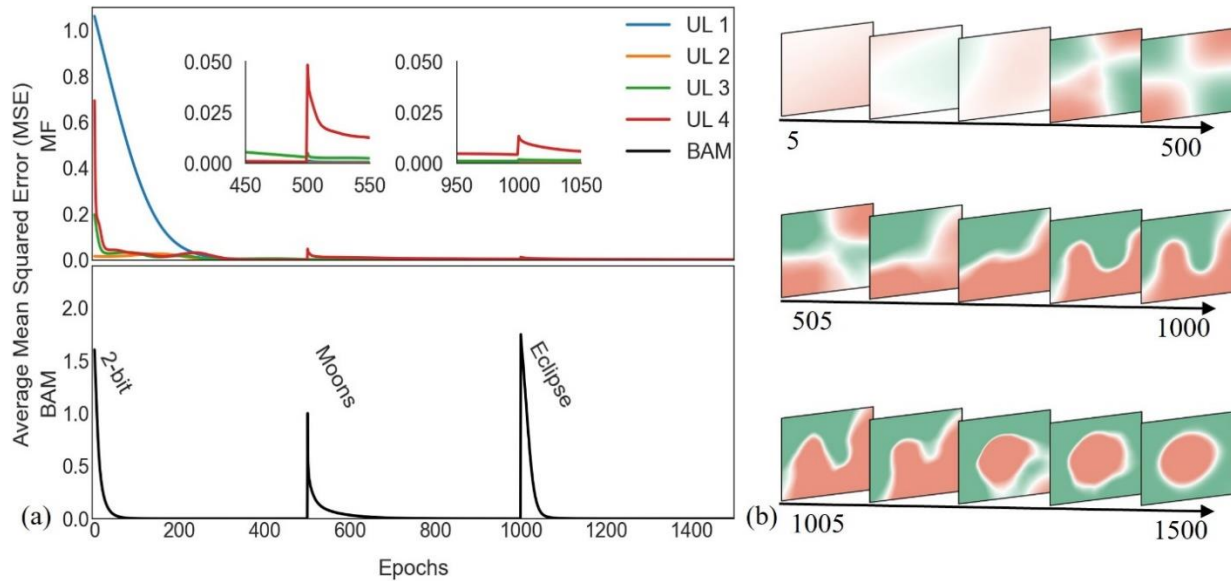 Average Mean Squared Error (MSE)
MF
BAM
1.0
0.8
0.6
0.4
0.2
0.0
0.050
0.025
0.000
450
500
550
0.050
0.025
0.000
950
1000
1050
UL 1
UL 2
UL 3
UL 4
BAM
2.0
1.5
1.0
0.5
0.0
2-bit
Moons
Eclipse
0 200 400 600 800 1000 1200 1400
Epochs
(a)
5 500
505 1000
1005 1500
(b)